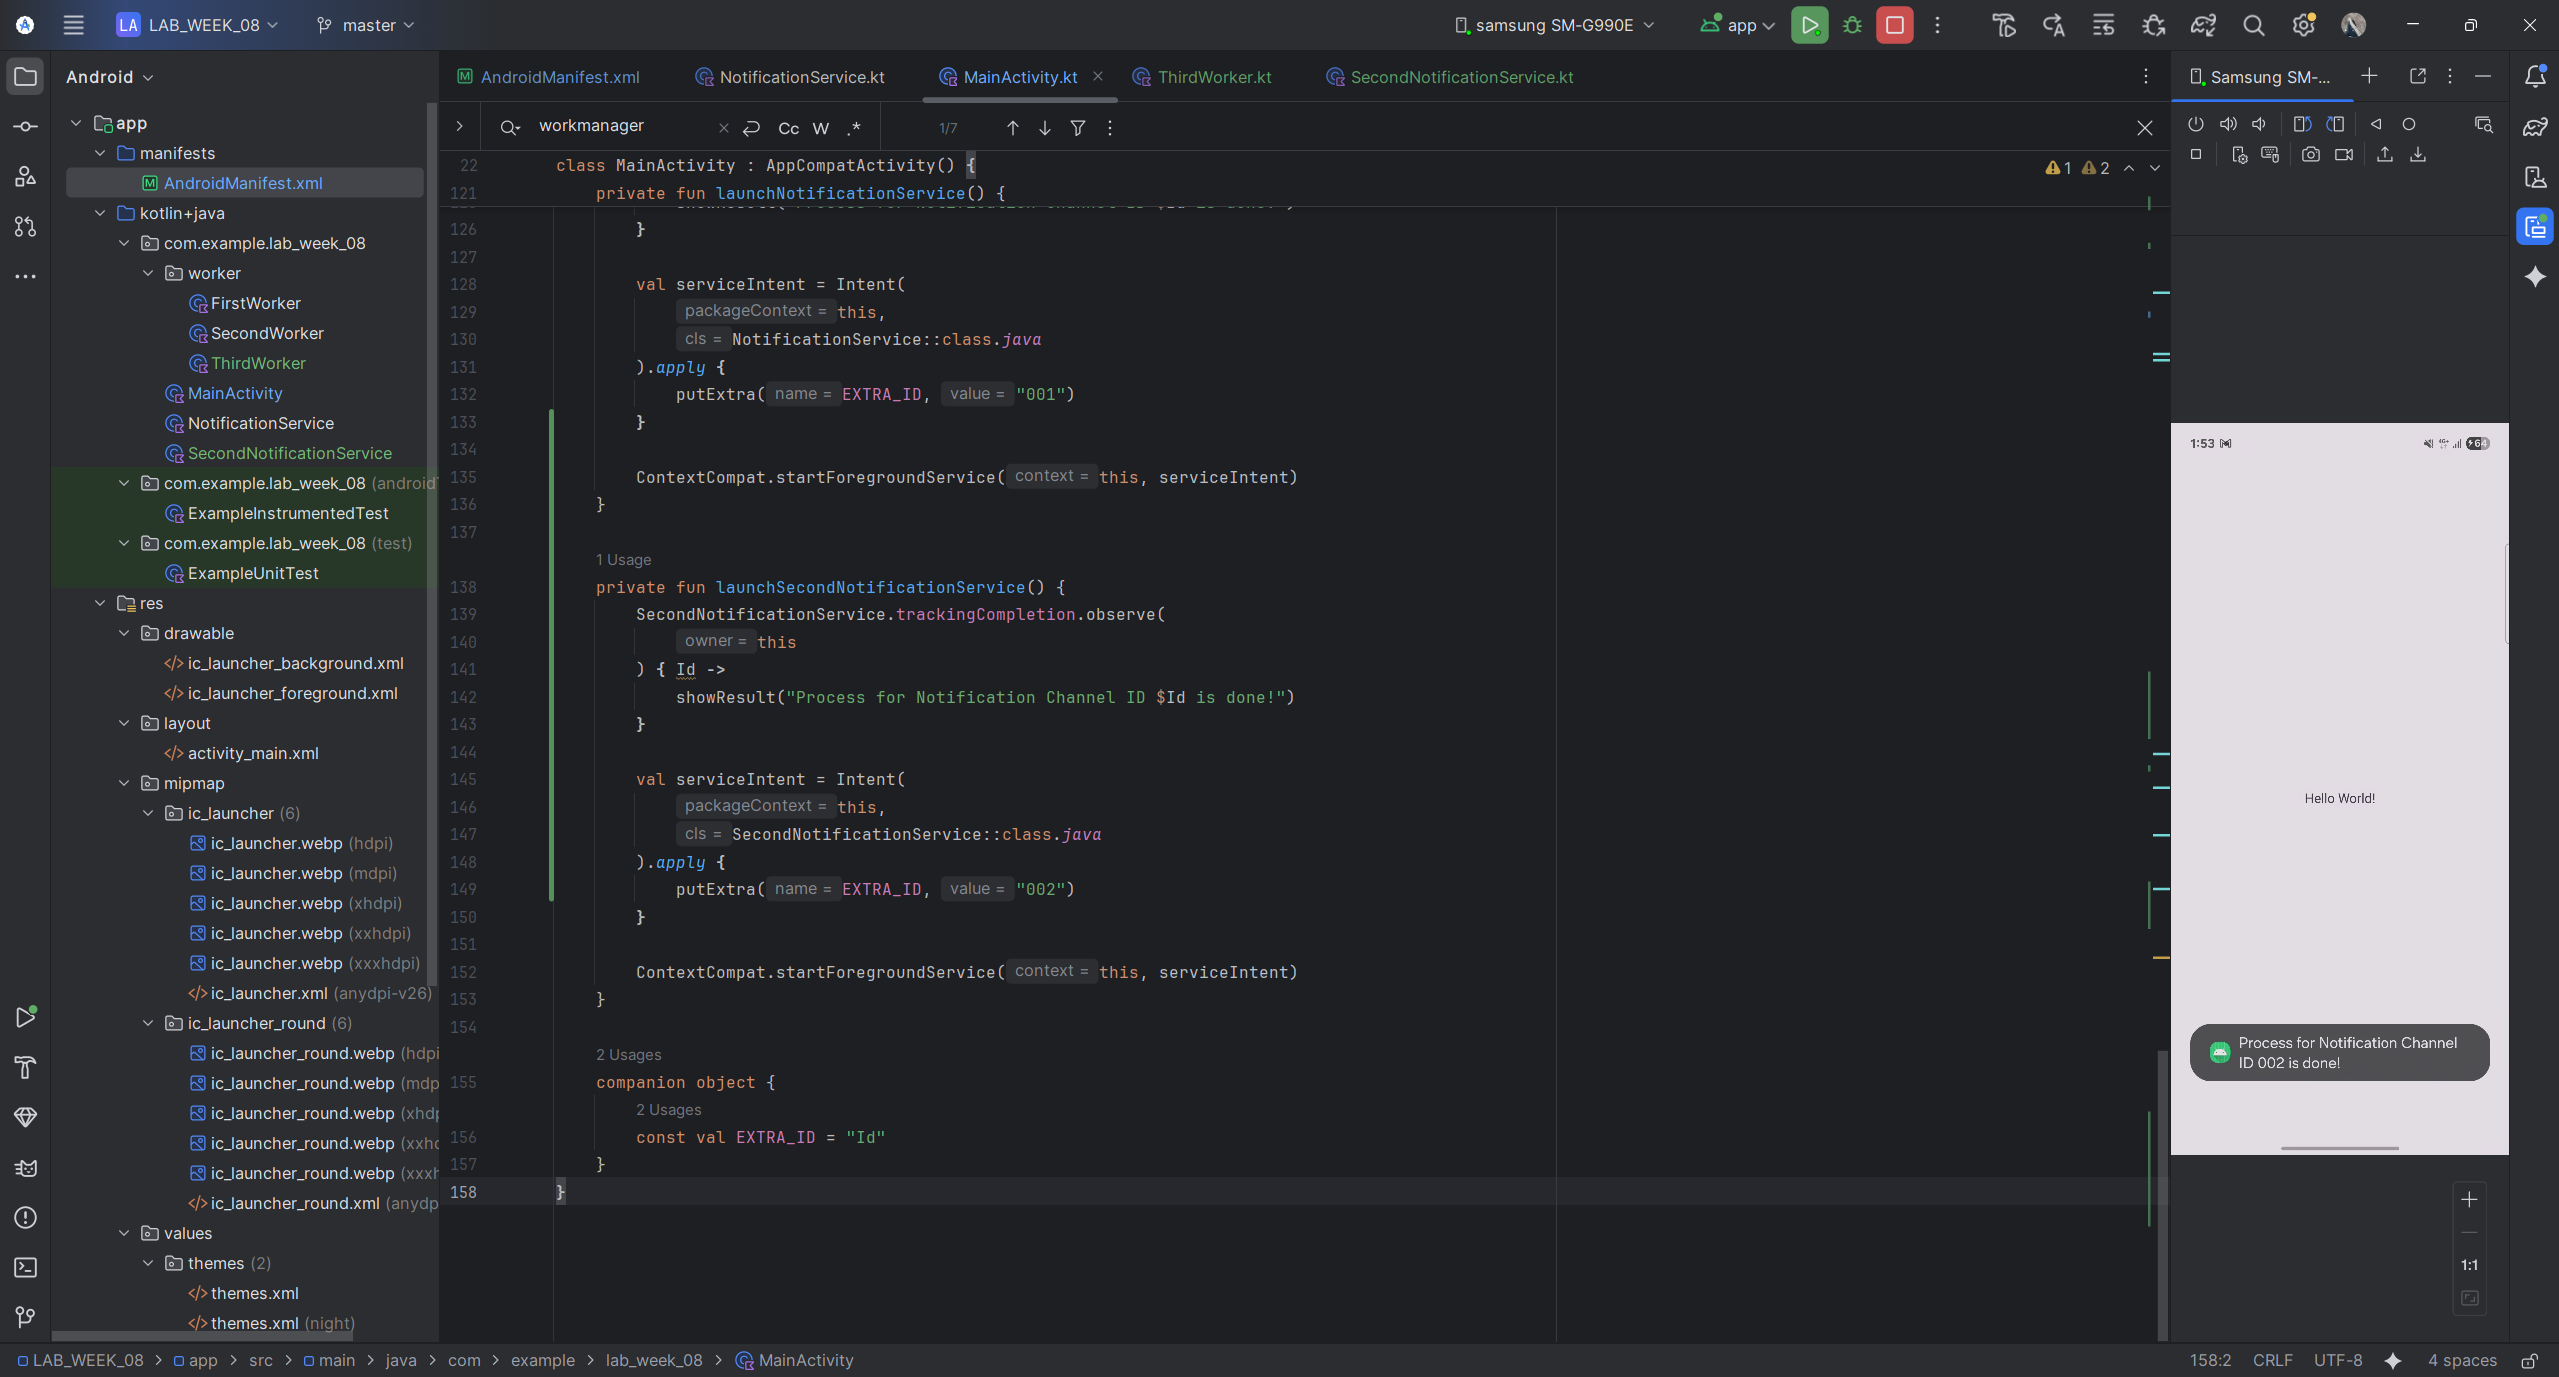 LA LAB_WEEK_08 master samsung SM-G990E app
Android
app
manifests
AndroidManifest.xml
kotlin+java
com.example.lab_week_08
worker
FirstWorker
SecondWorker
ThirdWorker
MainActivity
NotificationService
SecondNotificationService
com.example.lab_week_08 (android
ExampleInstrumentedTest
com.example.lab_week_08 (test)
ExampleUnitTest
res
drawable
ic_launcher_background.xml
ic_launcher_foreground.xml
layout
activity_main.xml
mipmap
ic_launcher (6)
ic_launcher.webp (hdpi)
ic_launcher.webp (mdpi)
ic_launcher.webp (xhdpi)
ic_launcher.webp (xxhdpi)
ic_launcher.webp (xxxhdpi)
ic_launcher.xml (anydpi-v26)
ic_launcher_round (6)
ic_launcher_round.webp (hdpi
ic_launcher_round.webp (mdp
ic_launcher_round.webp (xhdp
ic_launcher_round.webp (xxhd
ic_launcher_round.webp (xxxh
ic_launcher_round.xml (anydp
values
themes (2)
themes.xml
themes.xml (night)
AndroidManifest.xml NotificationService.kt MainActivity.kt ThirdWorker.kt SecondNotificationService.kt
workmanager Cc W .* 1/7
22 class MainActivity : AppCompatActivity() { 1 2
121 private fun launchNotificationService() {
126 }
127
128 val serviceIntent = Intent(
129 packageContext = this,
130 cls = NotificationService::class.java
131 ).apply {
132 putExtra( name = EXTRA_ID, value = "001")
133 }
134
135 ContextCompat.startForegroundService( context = this, serviceIntent)
136 }
137
1 Usage
138 private fun launchSecondNotificationService() {
139 SecondNotificationService.trackingCompletion.observe(
140 owner = this
141 ) { Id ->
142 showResult("Process for Notification Channel ID $Id is done!")
143 }
144
145 val serviceIntent = Intent(
146 packageContext = this,
147 cls = SecondNotificationService::class.java
148 ).apply {
149 putExtra( name = EXTRA_ID, value = "002")
150 }
151
152 ContextCompat.startForegroundService( context = this, serviceIntent)
153 }
154
2 Usages
155 companion object {
2 Usages
156 const val EXTRA_ID = "Id"
157 }
158 }
Samsung SM-...
1:53 64
Hello World!
Process for Notification Channel
ID 002 is done!
1:1
LAB_WEEK_08 > app > src > main > java > com > example > lab_week_08 > MainActivity 158:2 CRLF UTF-8 4 spaces